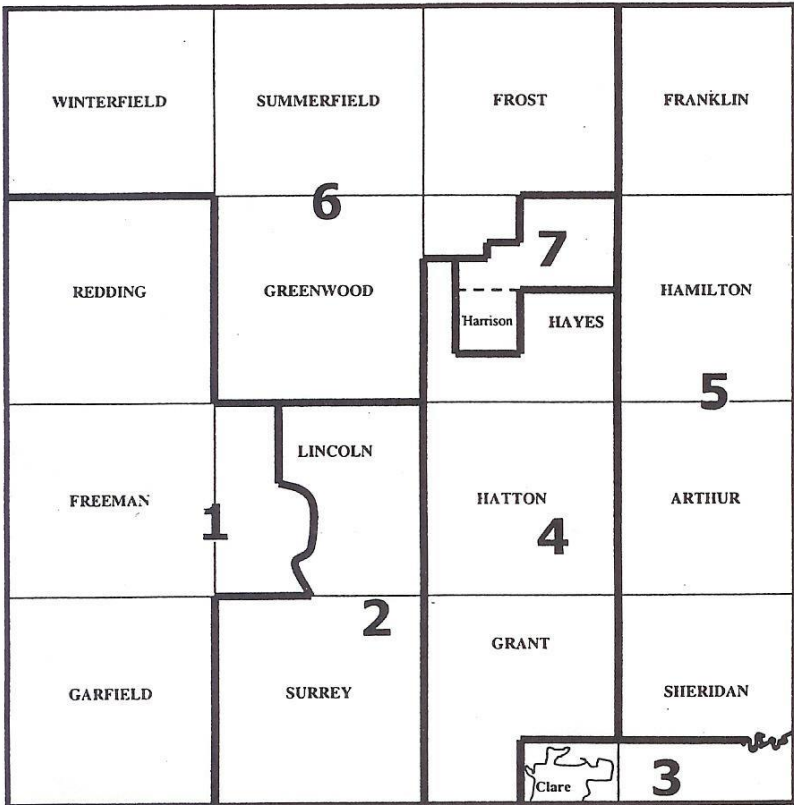 WINTERFIELD
SUMMERFIELD
FROST
FRANKLIN
6
7
REDDING
GREENWOOD
HAMILTON
Harrison
HAYES
5
LINCOLN
FREEMAN
1
HATTON
4
ARTHUR
2
GRANT
GARFIELD
SURREY
SHERIDAN
Clare
3